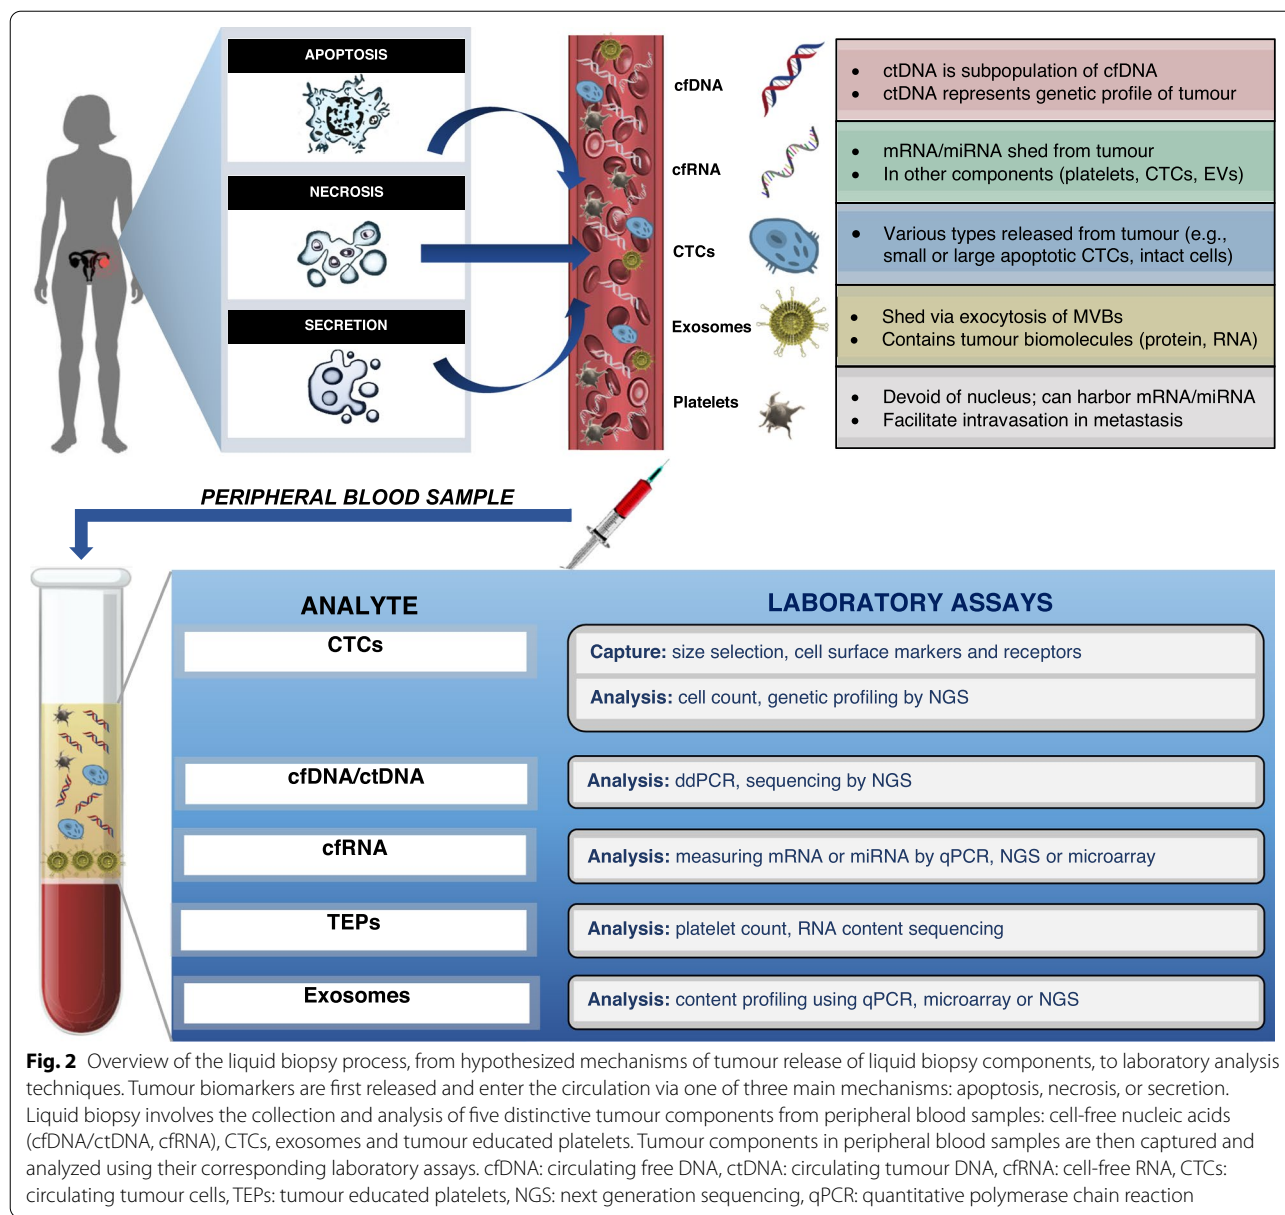 APOPTOSIS
NECROSIS
SECRETION
cfDNA
cfRNA
CTCs
Exosomes
Platelets
• ctDNA is subpopulation of cfDNA
• ctDNA represents genetic profile of tumour
• mRNA/miRNA shed from tumour
• In other components (platelets, CTCs, EVs)
• Various types released from tumour (e.g.,
small or large apoptotic CTCs, intact cells)
• Shed via exocytosis of MVBs
• Contains tumour biomolecules (protein, RNA)
• Devoid of nucleus; can harbor mRNA/miRNA
• Facilitate intravasation in metastasis
PERIPHERAL BLOOD SAMPLE
ANALYTE
LABORATORY ASSAYS
CTCs
Capture: size selection, cell surface markers and receptors
Analysis: cell count, genetic profiling by NGS
cfDNA/ctDNA
Analysis: ddPCR, sequencing by NGS
cfRNA
Analysis: measuring mRNA or miRNA by qPCR, NGS or microarray
TEPs
Analysis: platelet count, RNA content sequencing
Exosomes
Analysis: content profiling using qPCR, microarray or NGS
Fig. 2 Overview of the liquid biopsy process, from hypothesized mechanisms of tumour release of liquid biopsy components, to laboratory analysis
techniques. Tumour biomarkers are first released and enter the circulation via one of three main mechanisms: apoptosis, necrosis, or secretion.
Liquid biopsy involves the collection and analysis of five distinctive tumour components from peripheral blood samples: cell-free nucleic acids
(cfDNA/ctDNA, cfRNA), CTCs, exosomes and tumour educated platelets. Tumour components in peripheral blood samples are then captured and
analyzed using their corresponding laboratory assays. cfDNA: circulating free DNA, ctDNA: circulating tumour DNA, cfRNA: cell-free RNA, CTCs:
circulating tumour cells, TEPs: tumour educated platelets, NGS: next generation sequencing, qPCR: quantitative polymerase chain reaction